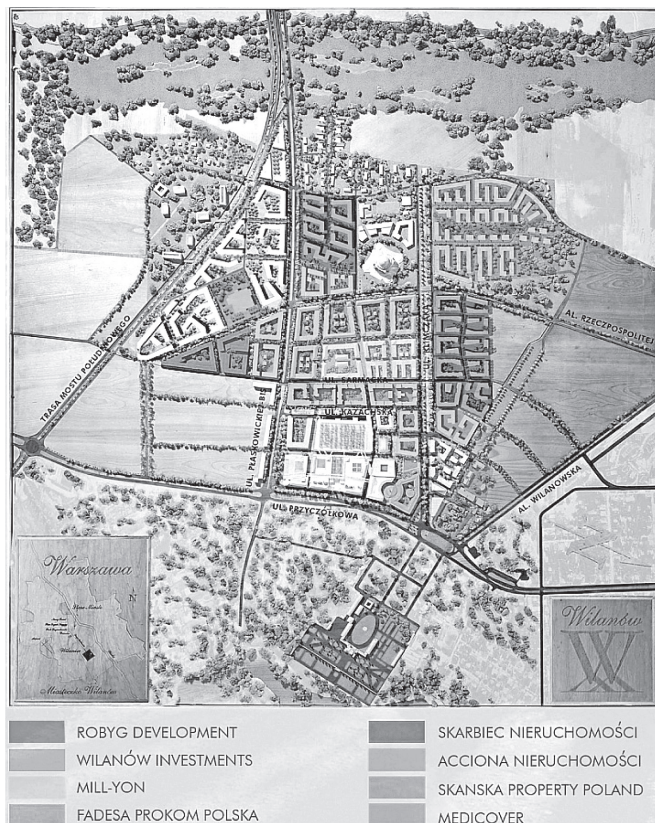 TRASA MOSTU POŁUDNIOWEGO
AL. RZECZPOSPOLITEJ
UL. SARMACKA
UL. KAZACHSKA
UL. PRZYCZÓŁKOWA
AL. WILANOWSKA
Warszawa
N
Wilanów
Miasteczko Wilanów
Wilanów
ROBYG DEVELOPMENT
WILANÓW INVESTMENTS
MILL-YON
FADESA PROKOM POLSKA
SKARBIEC NIERUCHOMOŚCI
ACCIONA NIERUCHOMOŚCI
SKANSKA PROPERTY POLAND
MEDICOVER